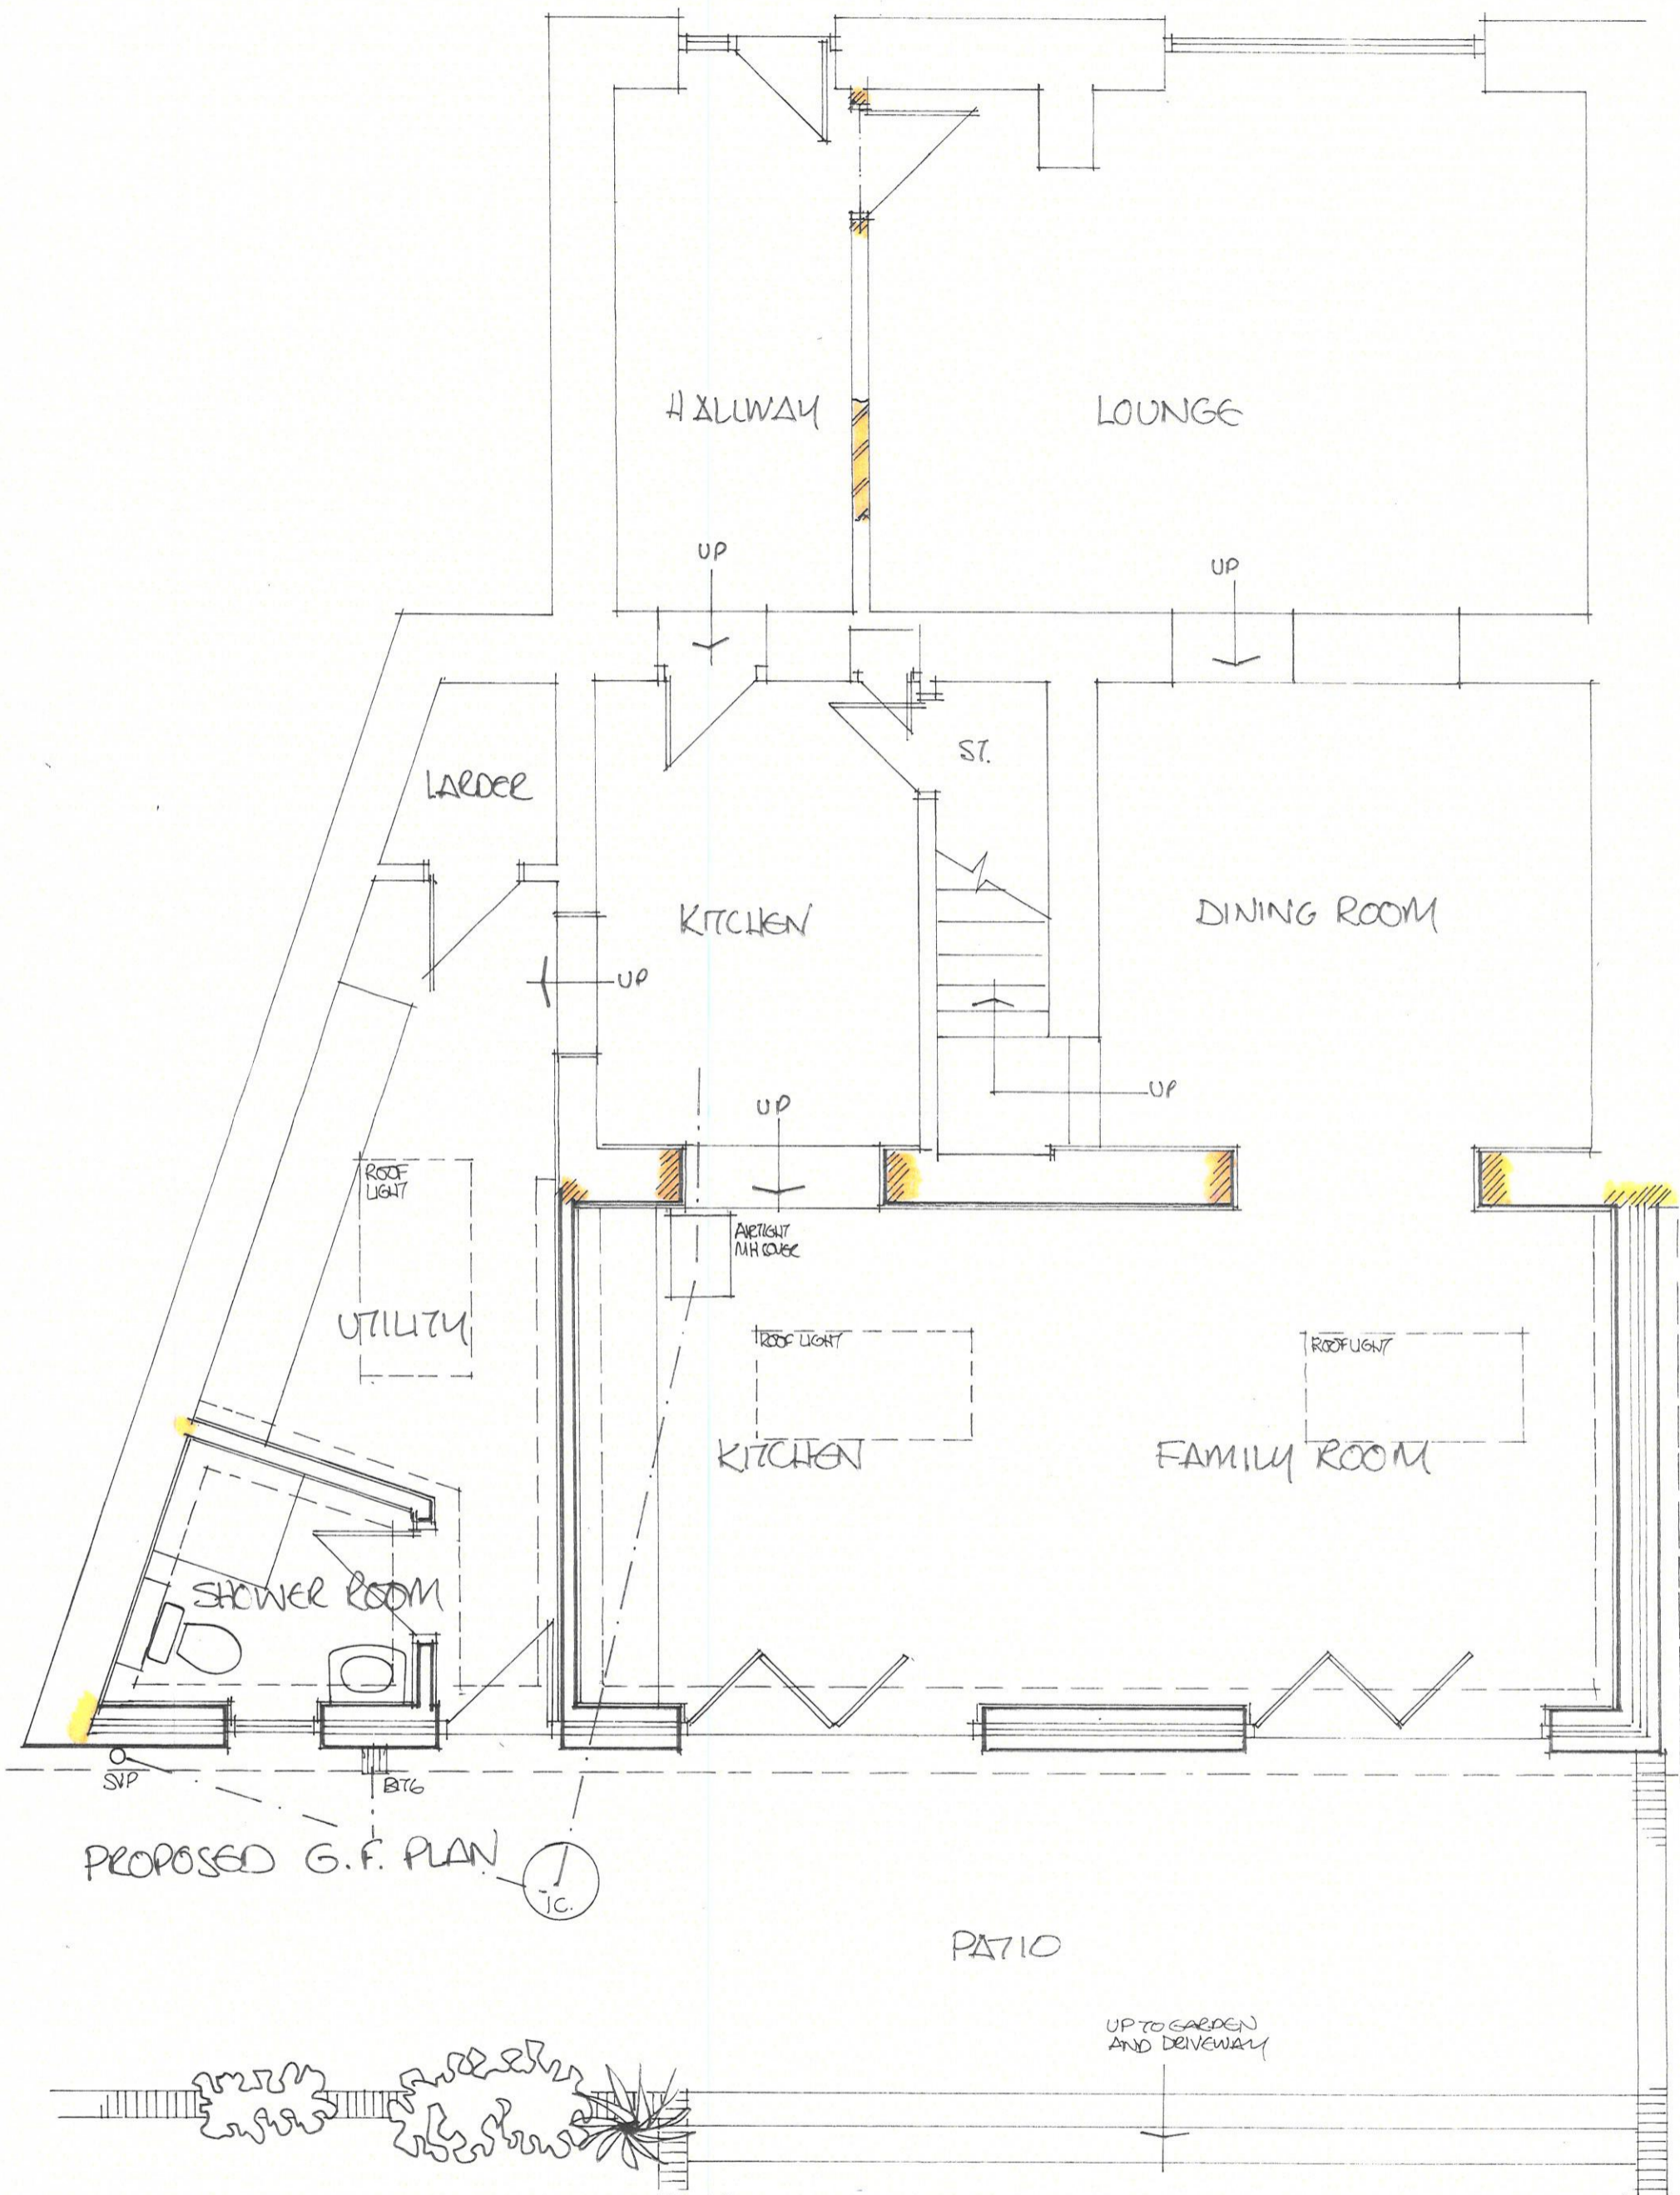 HALLWAY
LOUNGE
UP
UP
ST.
LARDER
KITCHEN
DINING ROOM
UP
UP
UP
ROOF
LIGHT
AIRTIGHT
MH COVER
UTILITY
ROOF LIGHT
ROOFLIGHT
KITCHEN
FAMILY ROOM
SHOWER ROOM
SVP
BTG
PROPOSED G.F. PLAN
I.C.
PATIO
UP TO GARDEN
AND DRIVEWAY